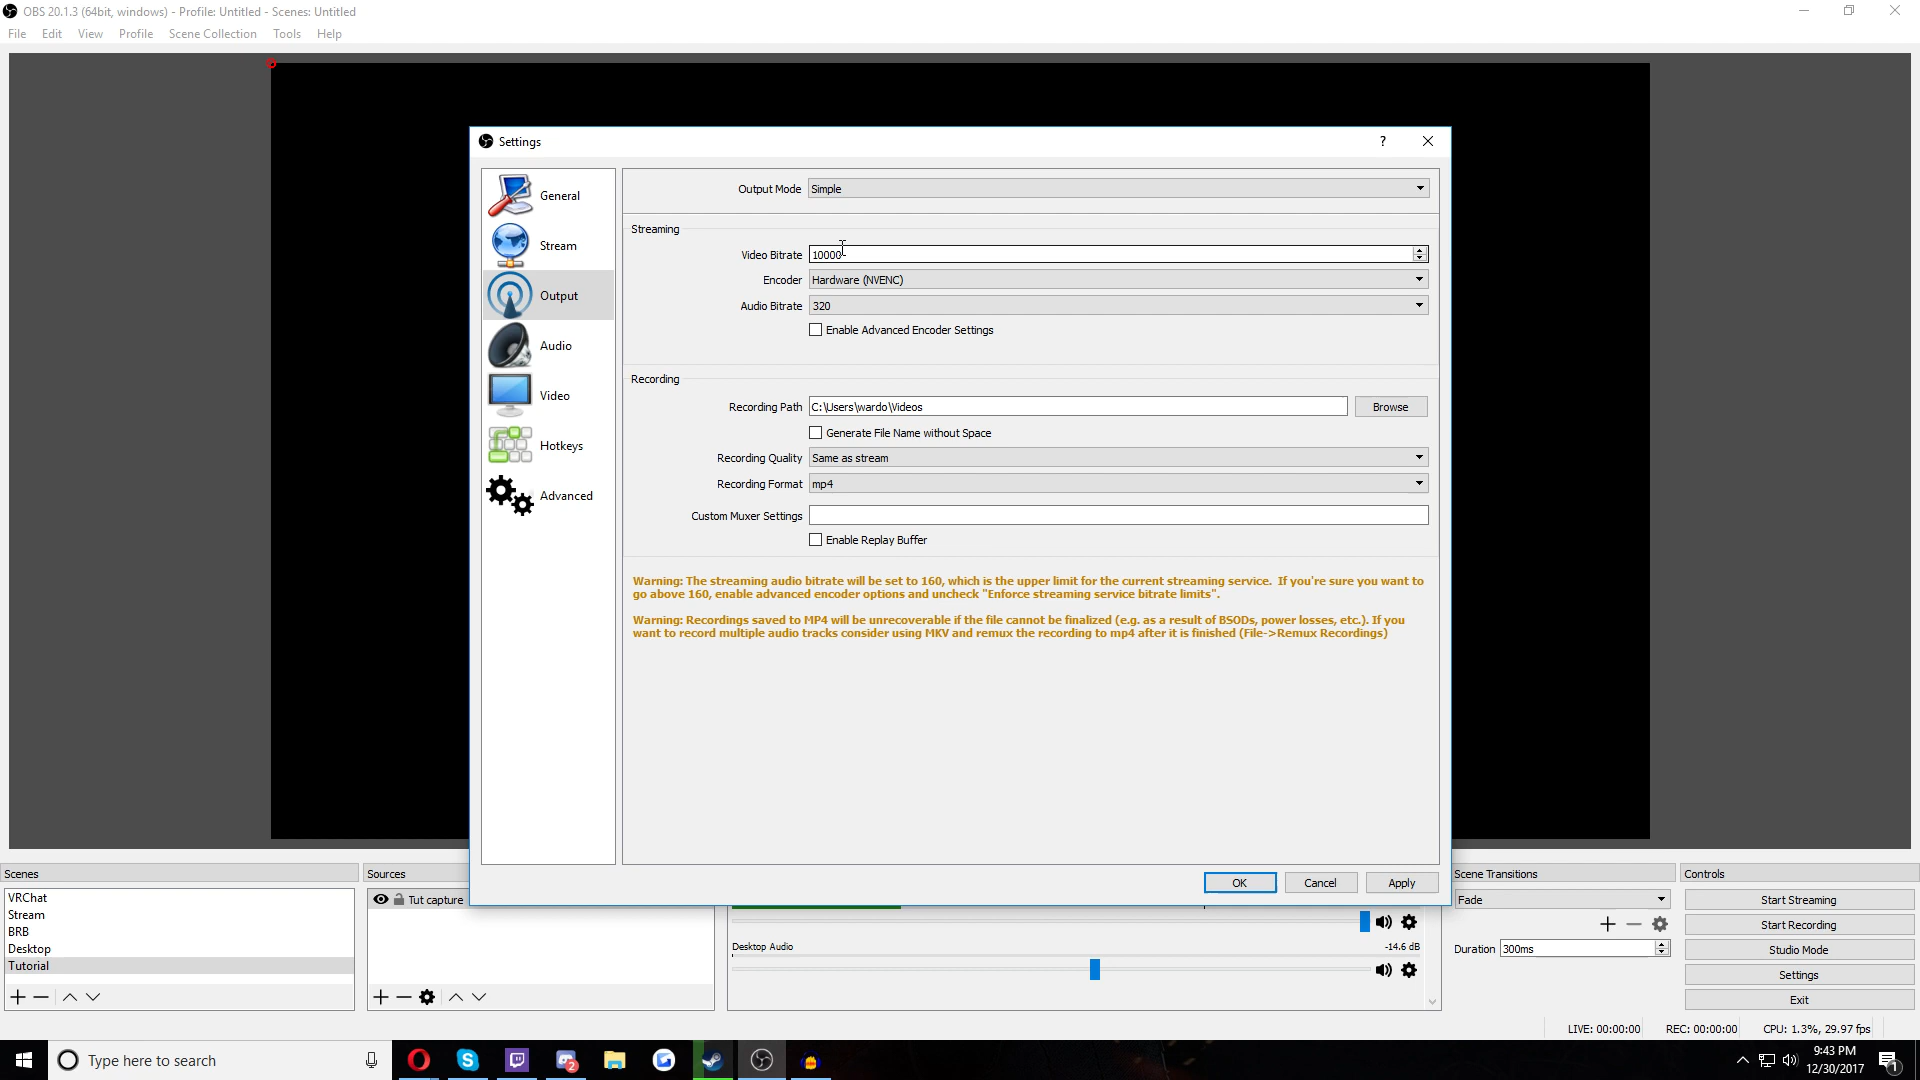 OBS 20.1.3 (64bit, windows) - Profile: Untitled - Scenes: Untitled
File Edit View Profile Scene Collection Tools Help
Settings
?
General
Stream
Output
Audio
Video
Hotkeys
Advanced
Output Mode Simple
Streaming
Video Bitrate 10000
Encoder Hardware (NVENC)
Audio Bitrate 320
Enable Advanced Encoder Settings
Recording
Recording Path C:\Users\wardo\Videos Browse
Generate File Name without Space
Recording Quality Same as stream
Recording Format mp4
Custom Muxer Settings
Enable Replay Buffer
Warning: The streaming audio bitrate will be set to 160, which is the upper limit for the current streaming service. If you're sure you want to
go above 160, enable advanced encoder options and uncheck "Enforce streaming service bitrate limits".
Warning: Recordings saved to MP4 will be unrecoverable if the file cannot be finalized (e.g. as a result of BSODs, power losses, etc.). If you
want to record multiple audio tracks consider using MKV and remux the recording to mp4 after it is finished (File->Remux Recordings)
OK Cancel Apply
Scenes
VRChat
Stream
BRB
Desktop
Tutorial
Sources
Tut capture
Desktop Audio -14.6 dB
Scene Transitions
Fade
Duration 300ms
Controls
Start Streaming
Start Recording
Studio Mode
Settings
Exit
LIVE: 00:00:00 REC: 00:00:00 CPU: 1.3%, 29.97 fps
Type here to search
2
9:43 PM
12/30/2017
1